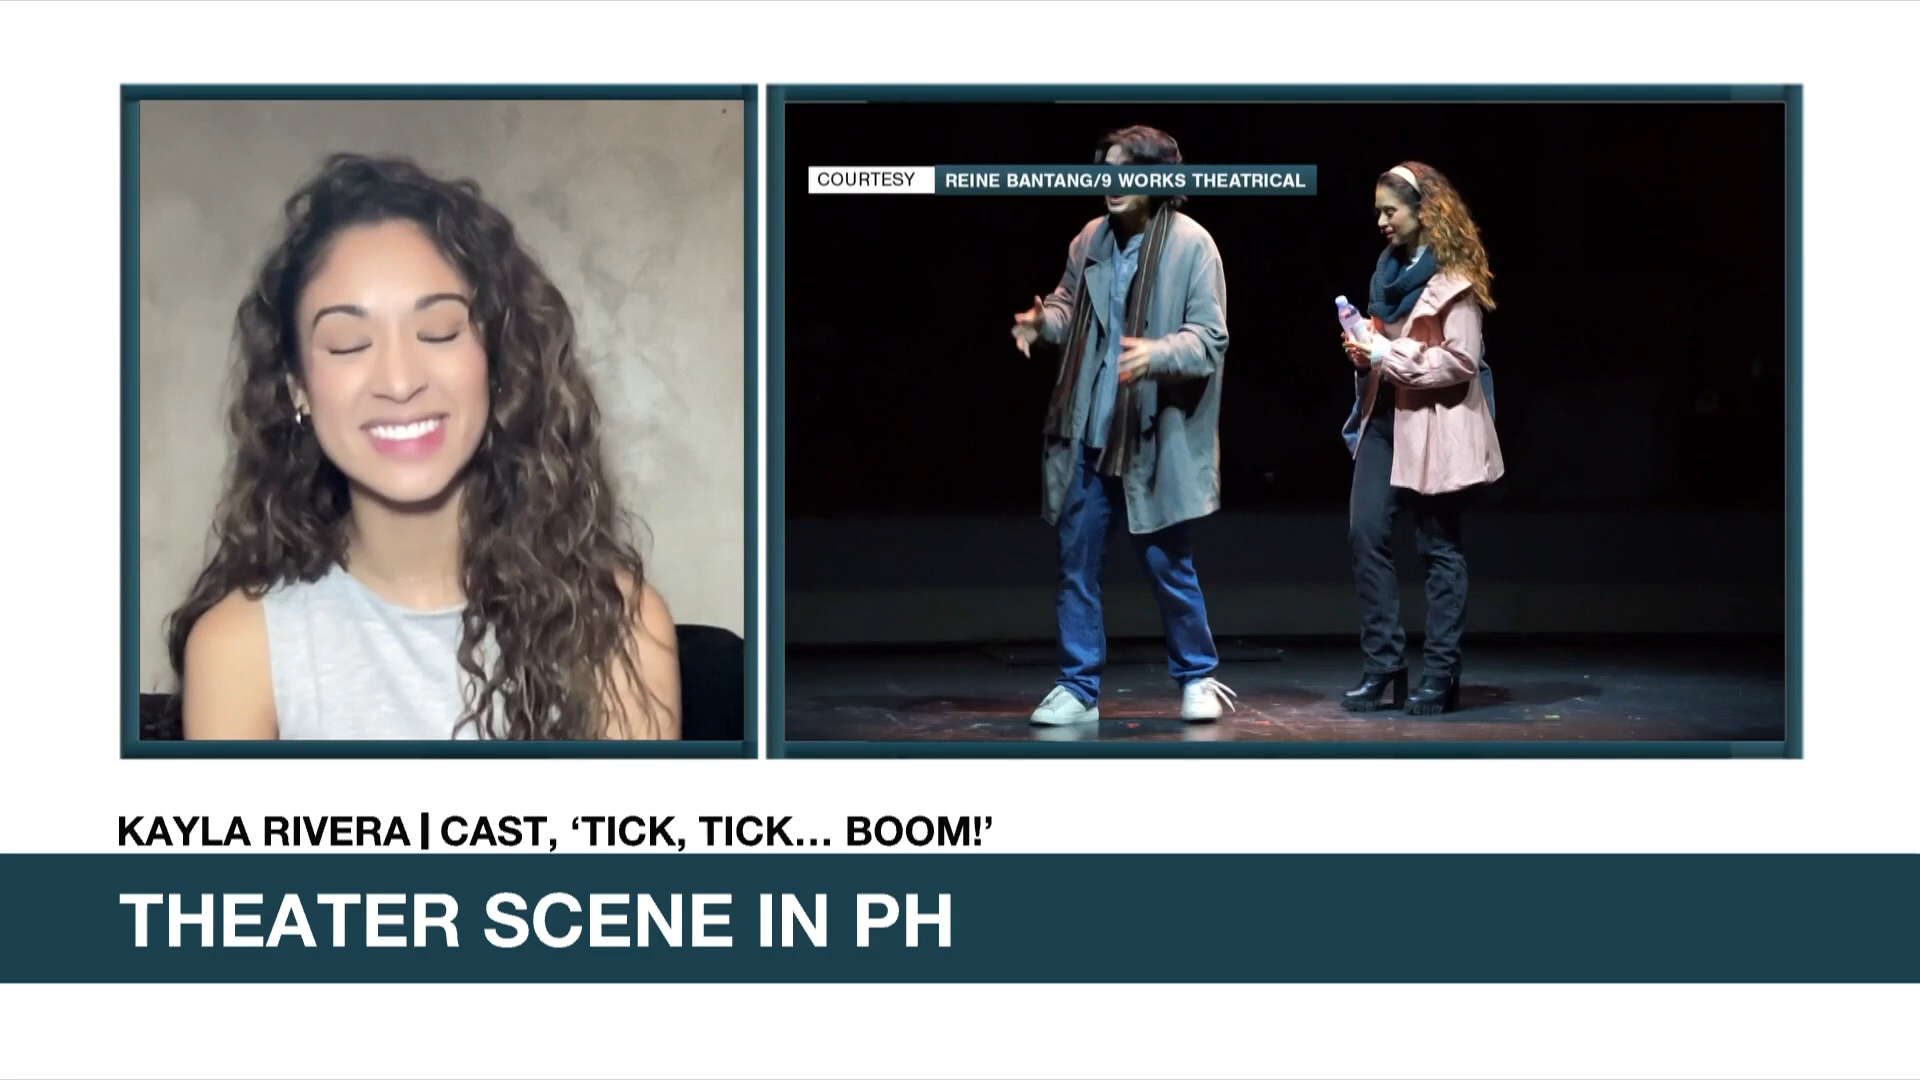 COURTESY REINE BANTANG/9 WORKS THEATRICAL
KAYLA RIVERA | CAST, ‘TICK, TICK... BOOM!’
THEATER SCENE IN PH